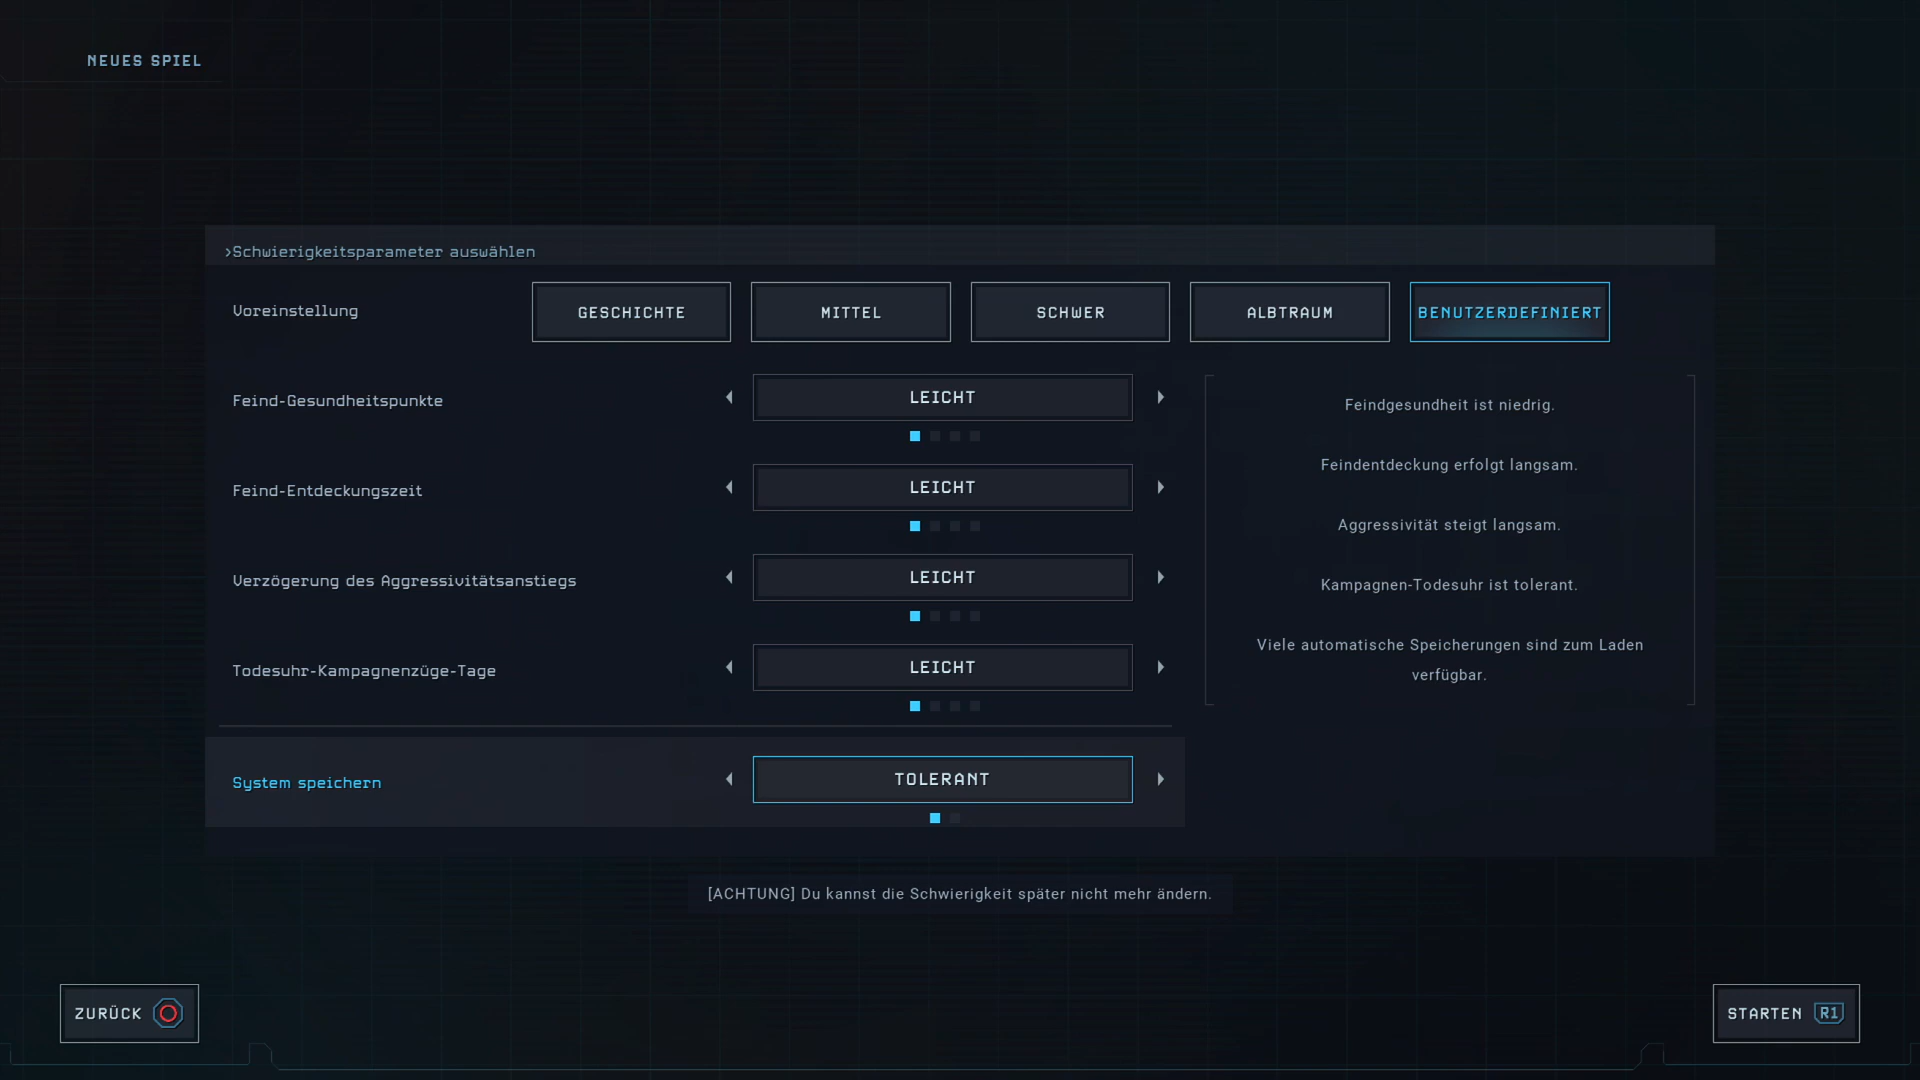 NEUES SPIEL
>Schwierigkeitsparameter auswählen
Voreinstellung
GESCHICHTE
MITTEL
SCHWER
ALBTRAUM
BENUTZERDEFINIERT
Feind-Gesundheitspunkte
LEICHT
Feind-Entdeckungszeit
LEICHT
Verzögerung des Aggressivitätsanstiegs
LEICHT
Todesuhr-Kampagnenzüge-Tage
LEICHT
System speichern
TOLERANT
Feindgesundheit ist niedrig.
Feindentdeckung erfolgt langsam.
Aggressivität steigt langsam.
Kampagnen-Todesuhr ist tolerant.
Viele automatische Speicherungen sind zum Laden
verfügbar.
[ACHTUNG] Du kannst die Schwierigkeit später nicht mehr ändern.
ZURÜCK
STARTEN R1